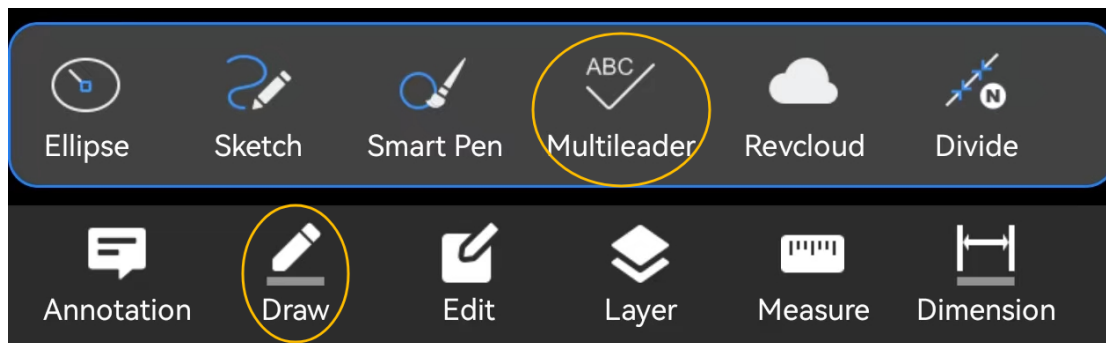 ABC
Ellipse Sketch Smart Pen Multileader Revcloud Divide
N
Annotation Draw Edit Layer Measure Dimension